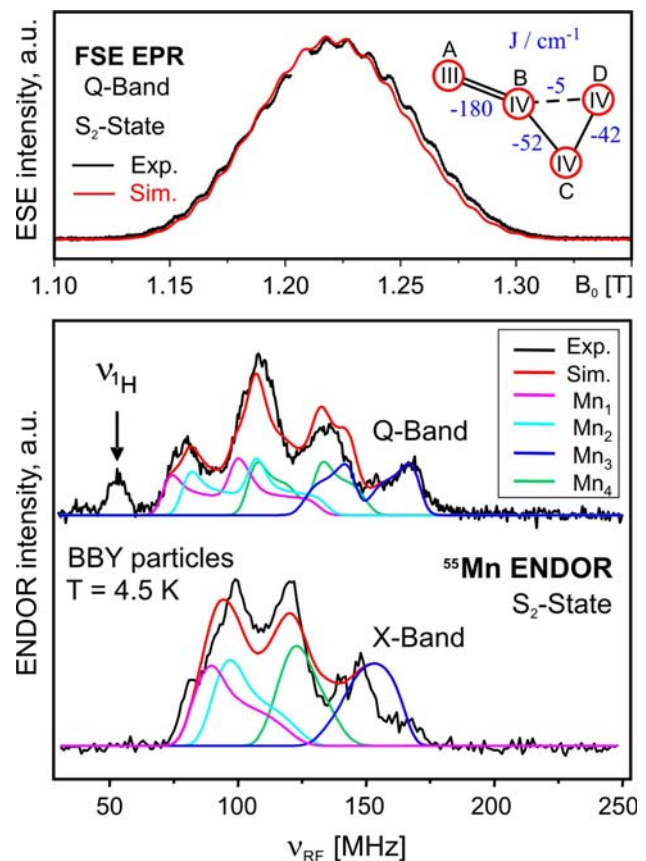 ESE intensity, a.u.
FSE EPR
Q-Band
S₂-State
Exp.
Sim.
J / cm⁻¹
A
III
-180
B
IV
-5
D
IV
-52
-42
IV
C
1.10 1.15 1.20 1.25 1.30 B₀ [T]
ENDOR intensity, a.u.
ν₁H
Q-Band
Exp.
Sim.
Mn₁
Mn₂
Mn₃
Mn₄
BBY particles
T = 4.5 K
⁵⁵Mn ENDOR
S₂-State
X-Band
50 100 150 200 250
ν_RF [MHz]